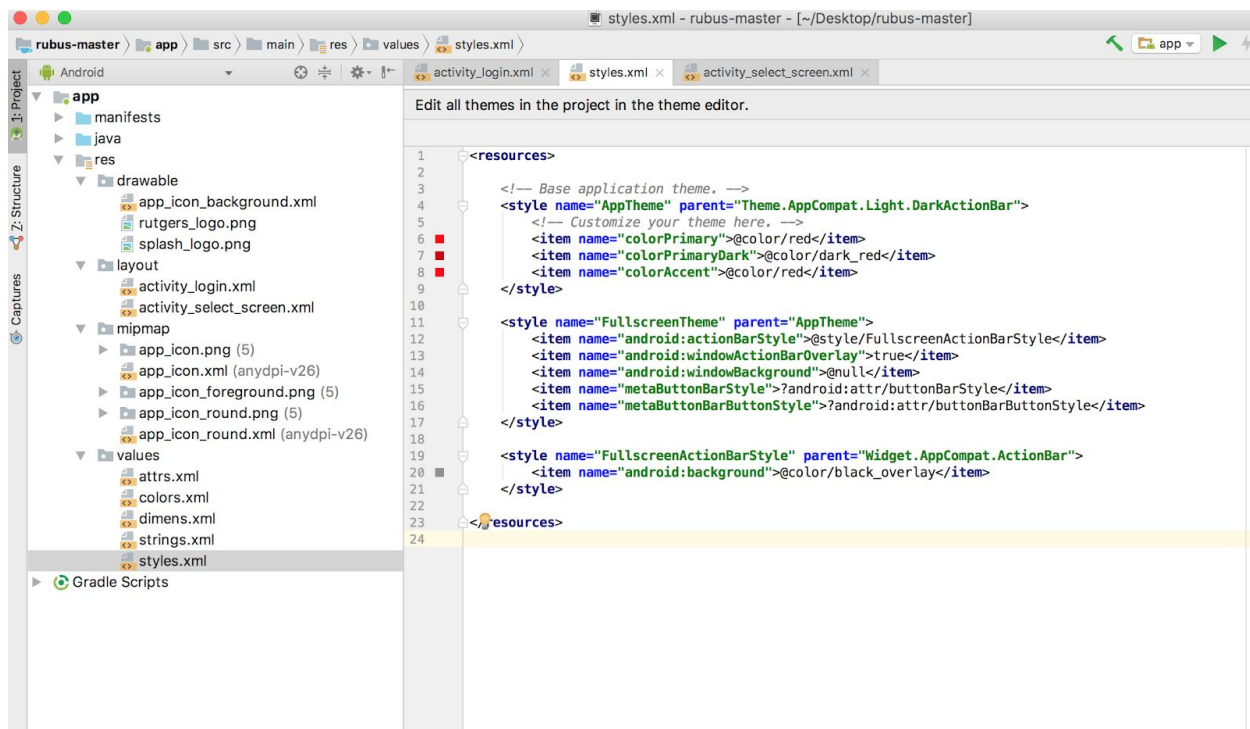 styles.xml - rubus-master - [~/Desktop/rubus-master]
rubus-master app src main res values styles.xml app
1: Project
Z: Structure
Captures
Android
app
manifests
java
res
drawable
app_icon_background.xml
rutgers_logo.png
splash_logo.png
layout
activity_login.xml
activity_select_screen.xml
mipmap
app_icon.png (5)
app_icon.xml (anydpi-v26)
app_icon_foreground.png (5)
app_icon_round.png (5)
app_icon_round.xml (anydpi-v26)
values
attrs.xml
colors.xml
dimens.xml
strings.xml
styles.xml
Gradle Scripts
activity_login.xml styles.xml activity_select_screen.xml
Edit all themes in the project in the theme editor.
1 <resources>
2
3 <!-- Base application theme. -->
4 <style name="AppTheme" parent="Theme.AppCompat.Light.DarkActionBar">
5 <!-- Customize your theme here. -->
6 <item name="colorPrimary">@color/red</item>
7 <item name="colorPrimaryDark">@color/dark_red</item>
8 <item name="colorAccent">@color/red</item>
9 </style>
10
11 <style name="FullscreenTheme" parent="AppTheme">
12 <item name="android:actionBarStyle">@style/FullscreenActionBarStyle</item>
13 <item name="android:windowActionBarOverlay">true</item>
14 <item name="android:windowBackground">@null</item>
15 <item name="metaButtonBarStyle">?android:attr/buttonBarStyle</item>
16 <item name="metaButtonBarButtonStyle">?android:attr/buttonBarButtonStyle</item>
17 </style>
18
19 <style name="FullscreenActionBarStyle" parent="Widget.AppCompat.ActionBar">
20 <item name="android:background">@color/black_overlay</item>
21 </style>
22
23 </resources>
24